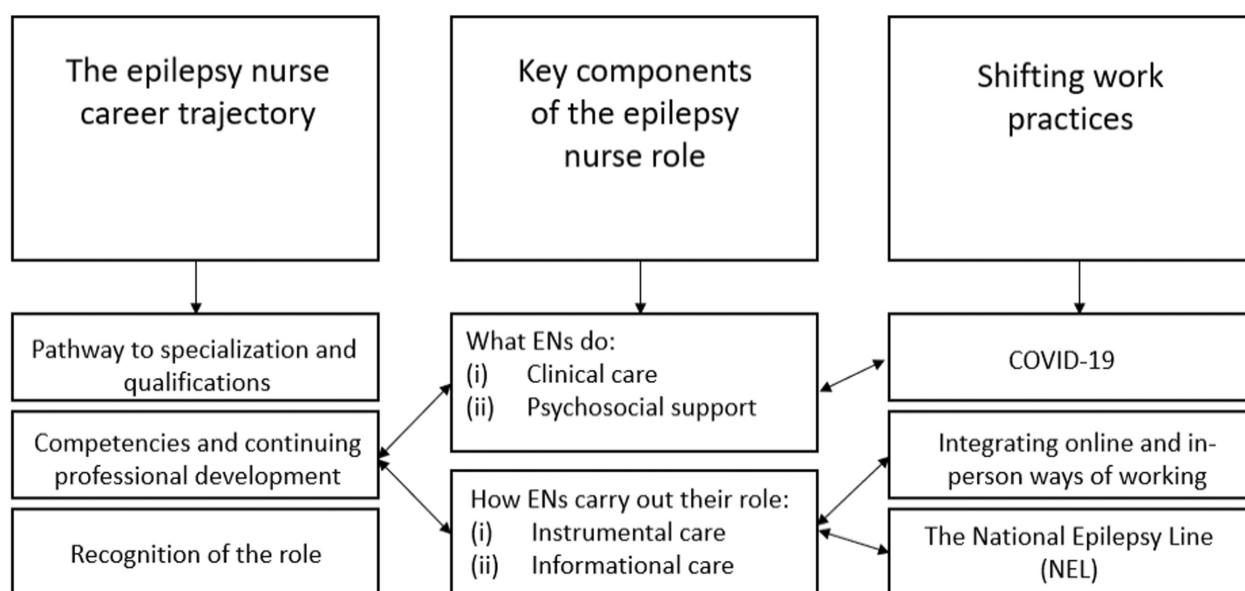 The epilepsy nurse
career trajectory
Key components
of the epilepsy
nurse role
Shifting work
practices
Pathway to specialization and
qualifications
Competencies and continuing
professional development
Recognition of the role
What ENs do:
(i) Clinical care
(ii) Psychosocial support
How ENs carry out their role:
(i) Instrumental care
(ii) Informational care
COVID-19
Integrating online and in-
person ways of working
The National Epilepsy Line
(NEL)